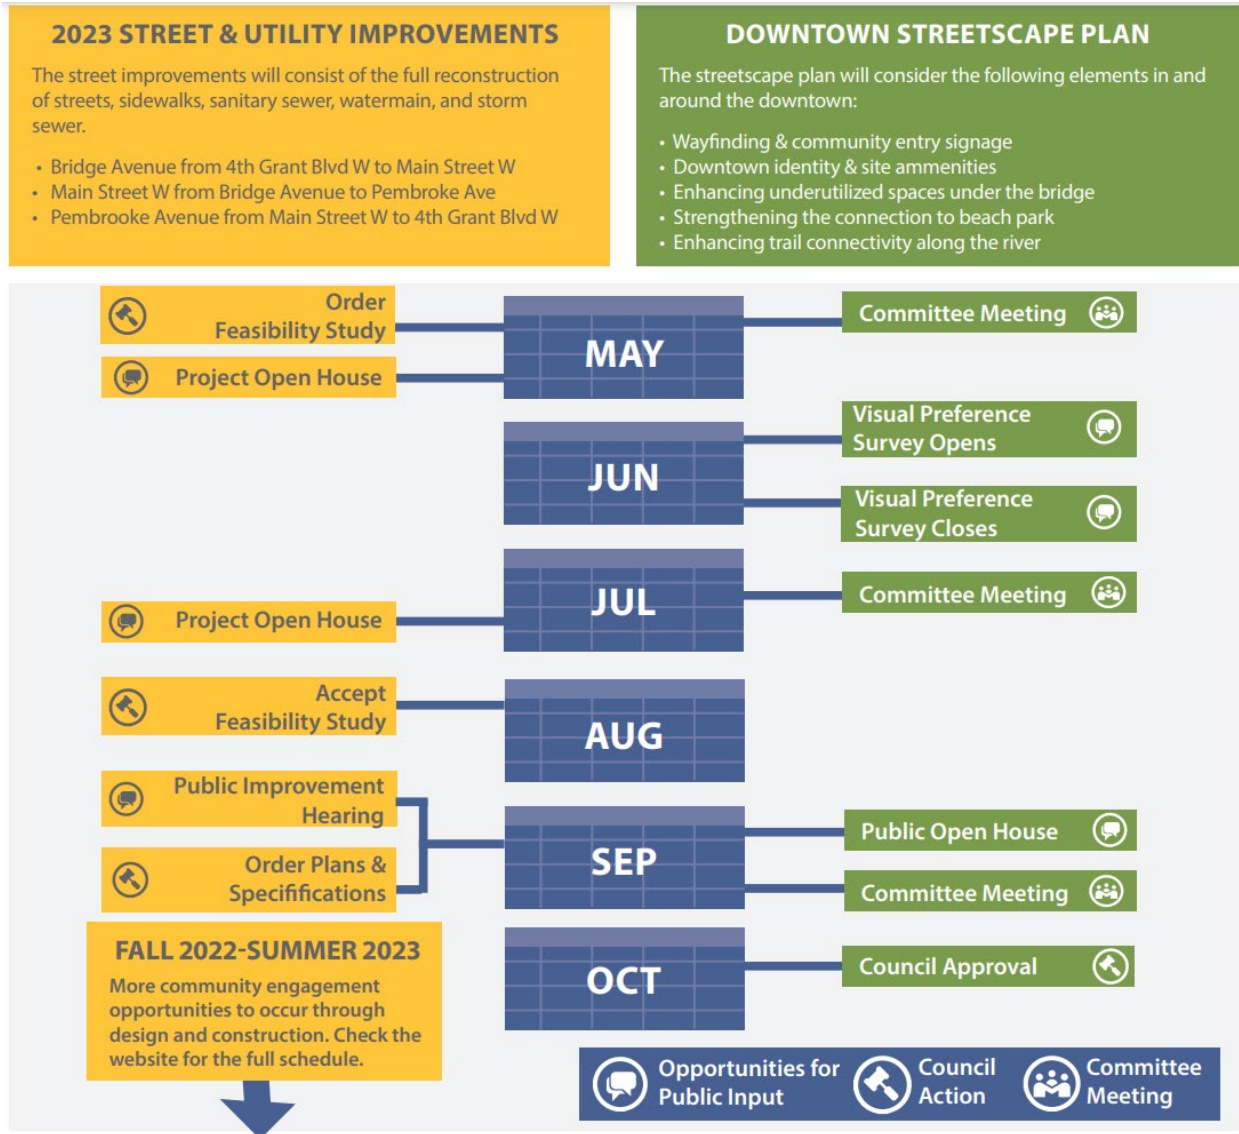 2023 STREET & UTILITY IMPROVEMENTS
The street improvements will consist of the full reconstruction
of streets, sidewalks, sanitary sewer, watermain, and storm
sewer.
• Bridge Avenue from 4th Grant Blvd W to Main Street W
• Main Street W from Bridge Avenue to Pembroke Ave
• Pembrooke Avenue from Main Street W to 4th Grant Blvd W
DOWNTOWN STREETSCAPE PLAN
The streetscape plan will consider the following elements in and
around the downtown:
• Wayfinding & community entry signage
• Downtown identity & site ammenities
• Enhancing underutilized spaces under the bridge
• Strengthening the connection to beach park
• Enhancing trail connectivity along the river
Order
Feasibility Study
Project Open House
MAY
Committee Meeting
JUN
Visual Preference
Survey Opens
Visual Preference
Survey Closes
Project Open House
JUL
Committee Meeting
Accept
Feasibility Study
AUG
Public Improvement
Hearing
Order Plans &
Specififications
SEP
Public Open House
Committee Meeting
OCT
Council Approval
FALL 2022-SUMMER 2023
More community engagement
opportunities to occur through
design and construction. Check the
website for the full schedule.
Opportunities for
Public Input
Council
Action
Committee
Meeting